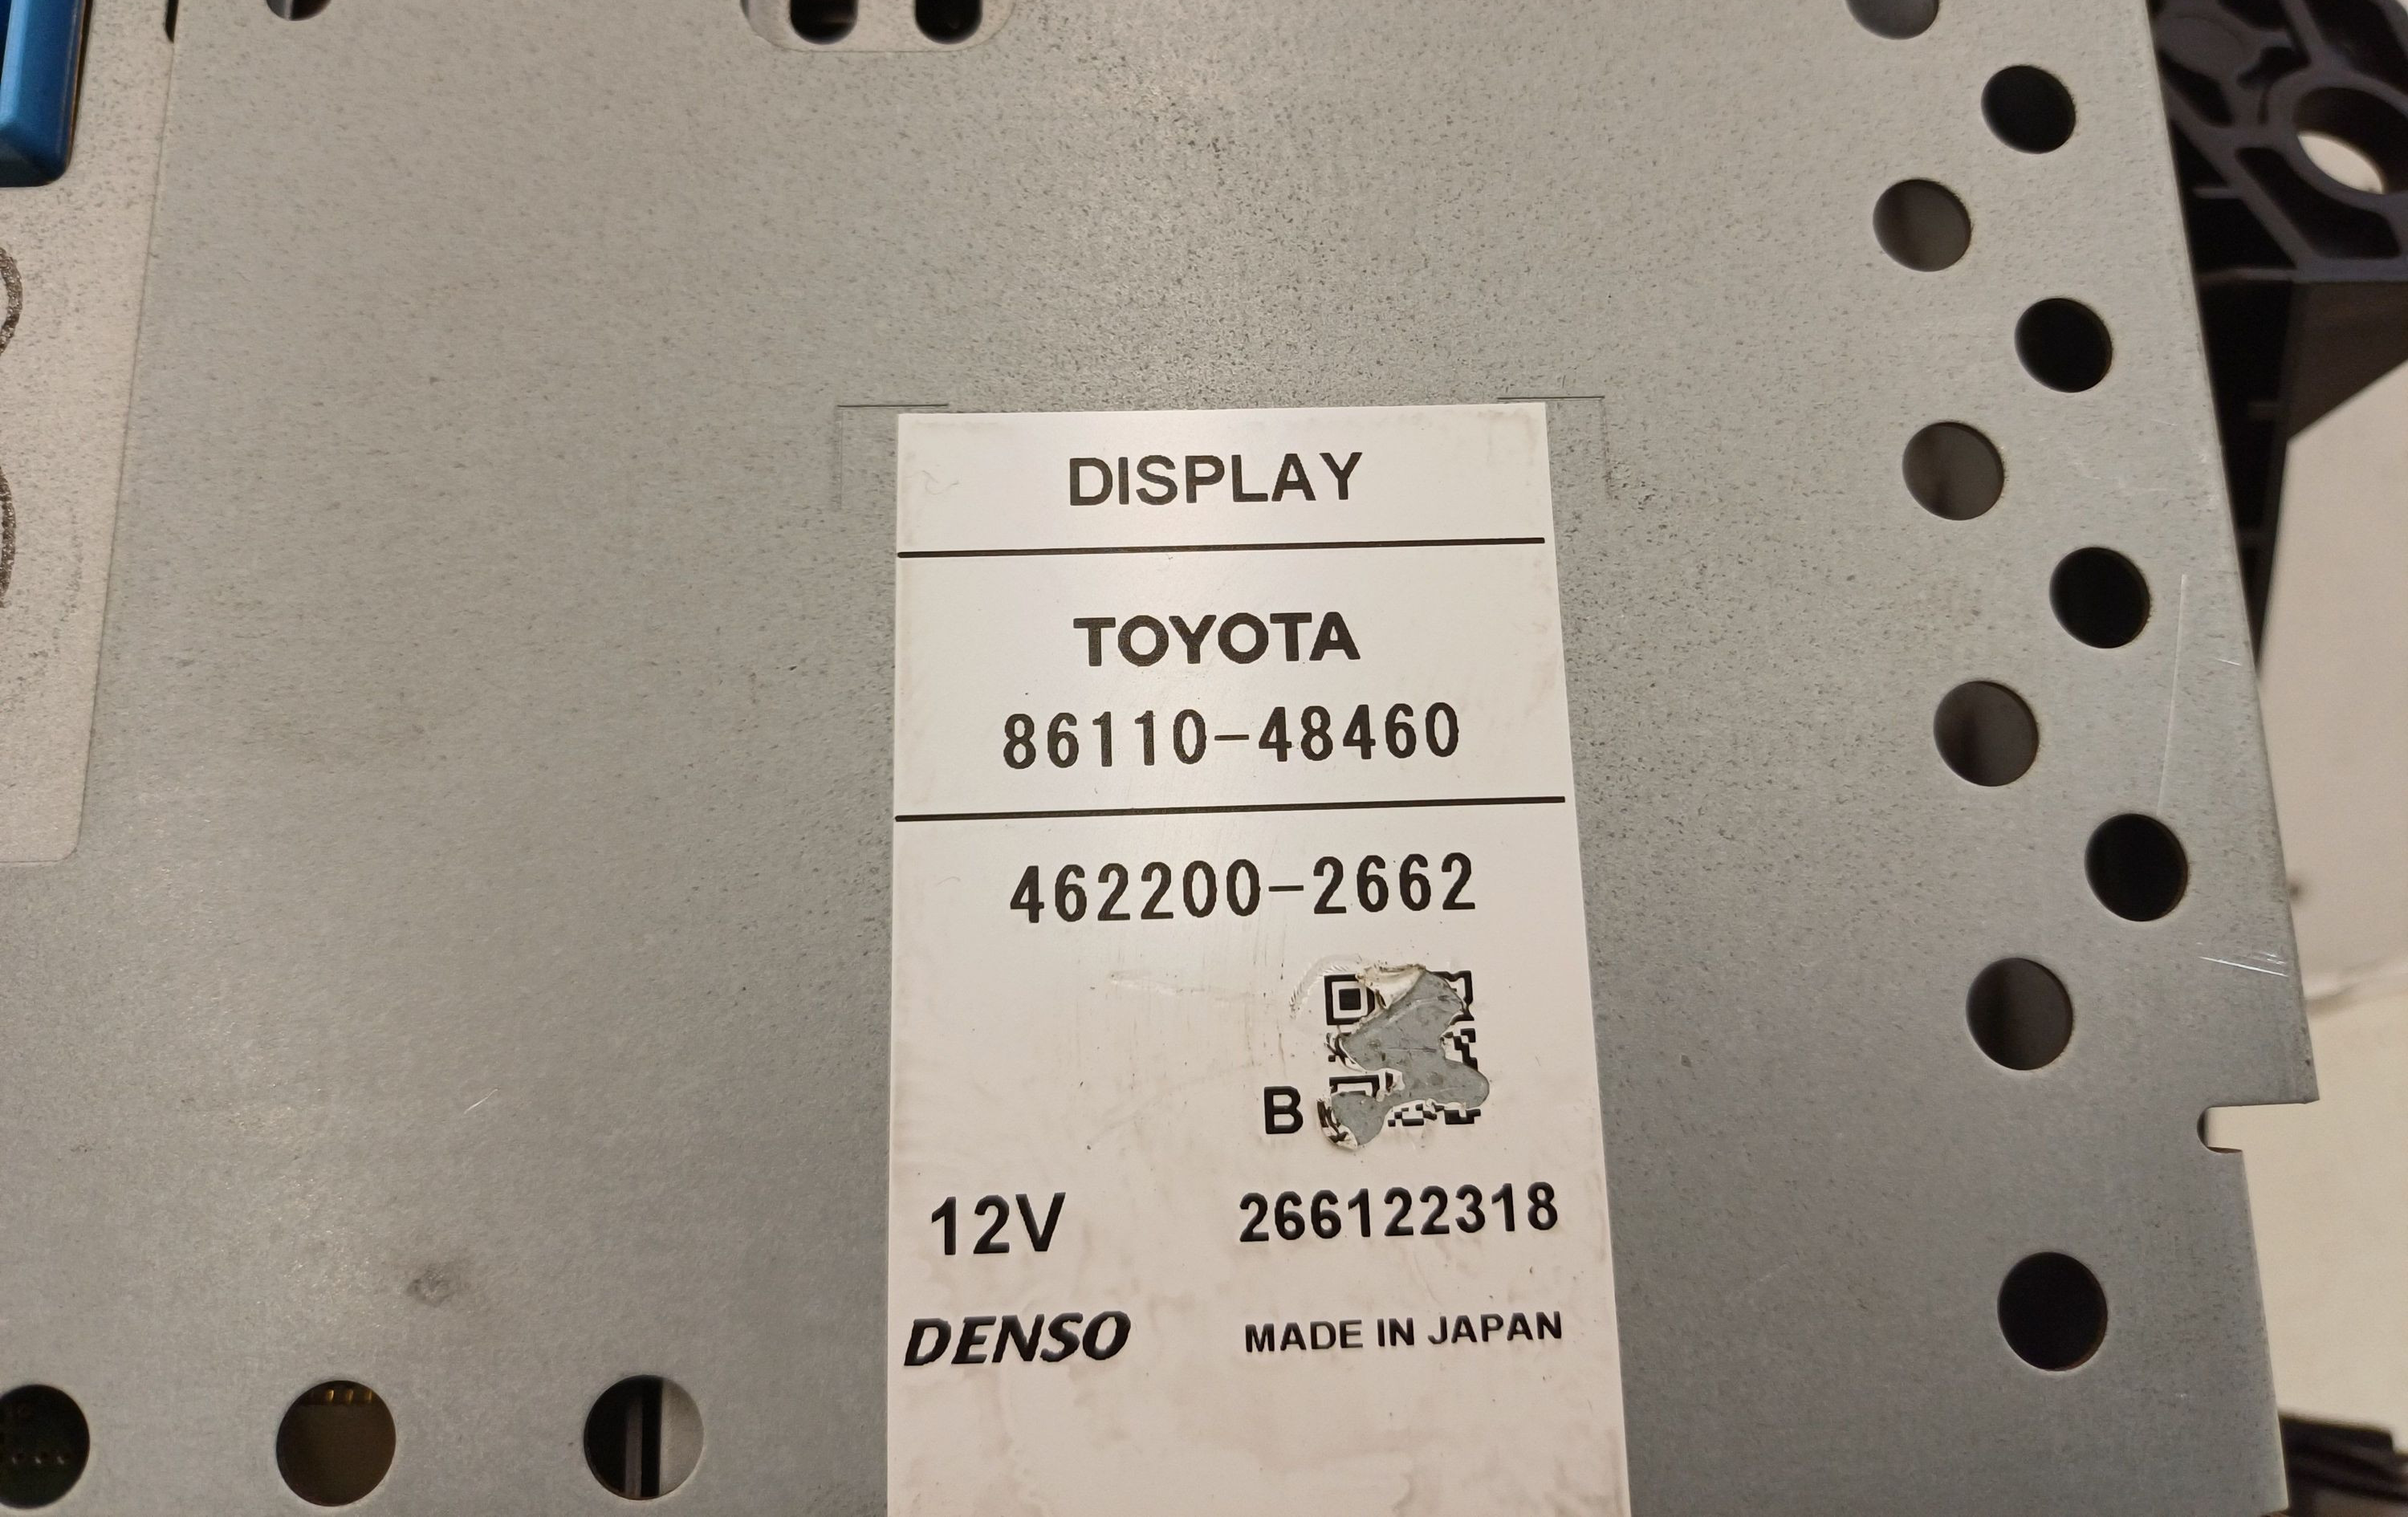 DISPLAY
TOYOTA
86110-48460
462200-2662
B
12V 266122318
DENSO MADE IN JAPAN